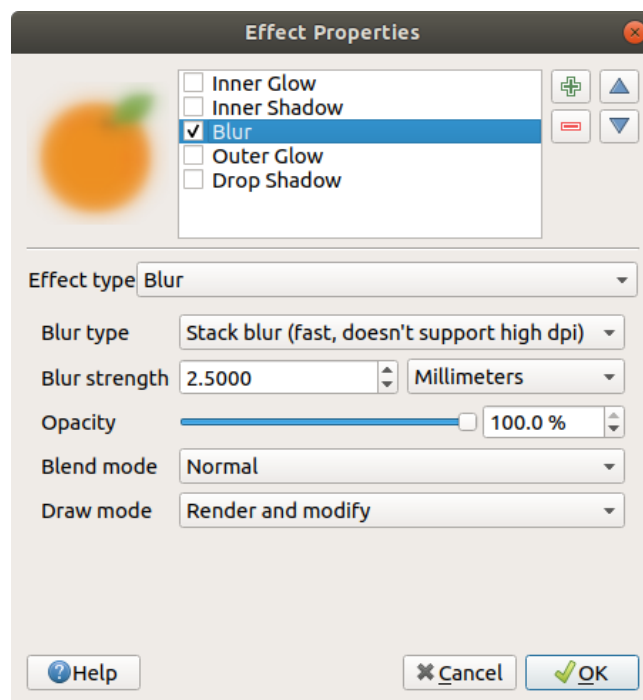 Effect Properties
Inner Glow
Inner Shadow
Blur
Outer Glow
Drop Shadow
Effect type Blur
Blur type Stack blur (fast, doesn't support high dpi)
Blur strength 2.5000 Millimeters
Opacity 100.0 %
Blend mode Normal
Draw mode Render and modify
Help Cancel OK